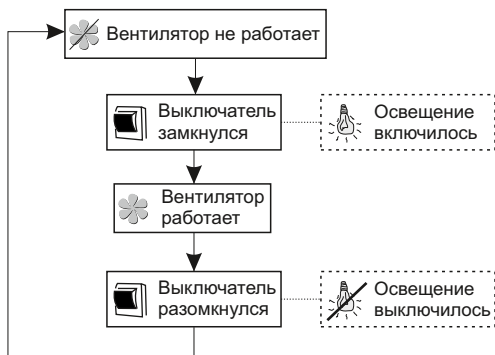 Вентилятор не работает
Выключатель
замкнулся
Освещение
включилось
Вентилятор
работает
Выключатель
разомкнулся
Освещение
выключилось